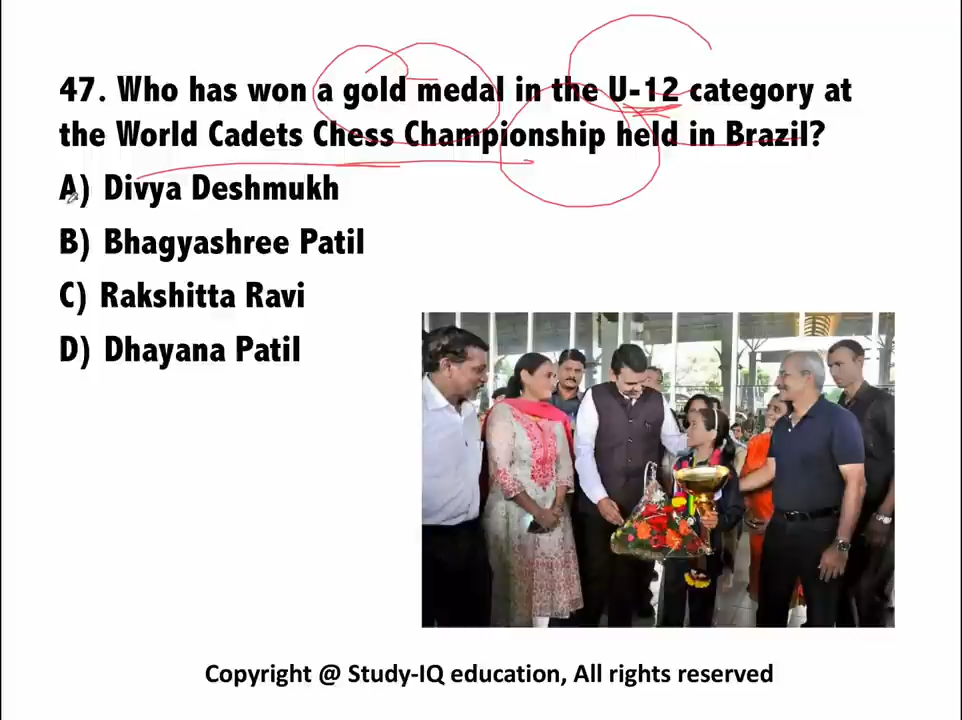 47. Who has won a gold medal in the U-12 category at
the World Cadets Chess Championship held in Brazil?
A) Divya Deshmukh
B) Bhagyashree Patil
C) Rakshitta Ravi
D) Dhayana Patil
Copyright @ Study-IQ education, All rights reserved